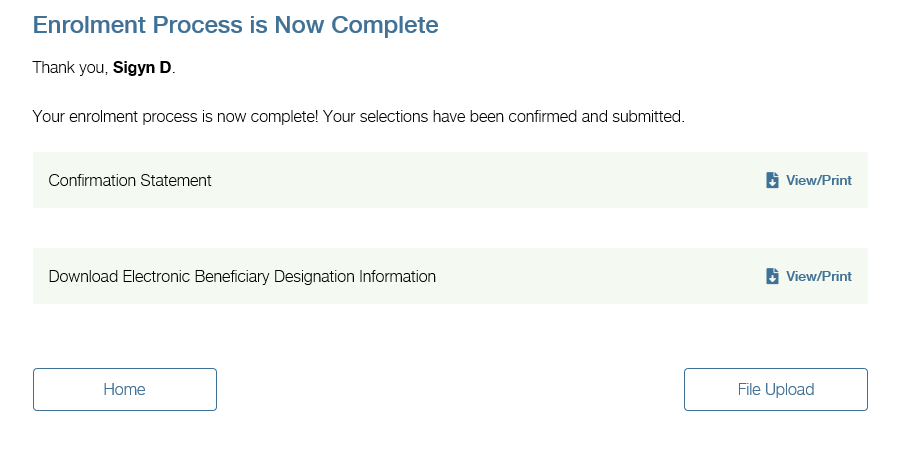 Enrolment Process is Now Complete
Thank you, Sigyn D.
Your enrolment process is now complete! Your selections have been confirmed and submitted.
Confirmation Statement View/Print
Download Electronic Beneficiary Designation Information View/Print
Home File Upload